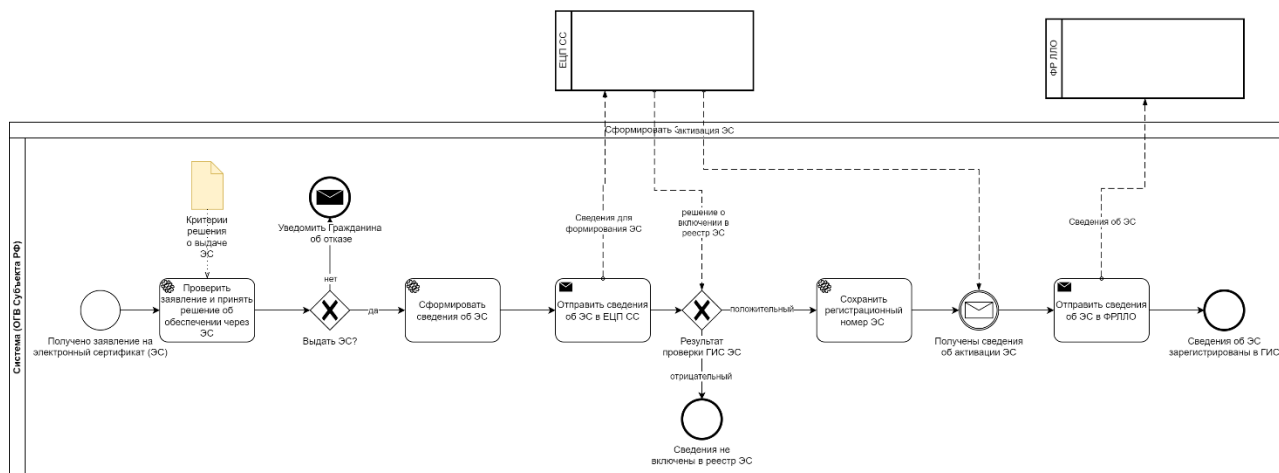 ЕЦП СС
ФР ЛЛО
Сформировать Э
активация ЭС
Система (ОГВ Субъекта РФ)
Критерии
решения
о выдаче
ЭС
Уведомить Гражданина
об отказе
Сведения для
формирования ЭС
решение о
включении в
реестр ЭС
Сведения об ЭС
нет
Получено заявление на
электронный сертификат (ЭС)
Проверить
заявление и принять
решение об
обеспечении через
ЭС
Выдать ЭС?
да
Сформировать
сведения об ЭС
Отправить сведения
об ЭС в ЕЦП СС
Результат
проверки ГИС ЭС
положительный
отрицательный
Сведения не
включены в реестр ЭС
Сохранить
регистрационный
номер ЭС
Получены сведения
об активации ЭС
Отправить сведения
об ЭС в ФРЛЛО
Сведения об ЭС
зарегистрированы в ГИС